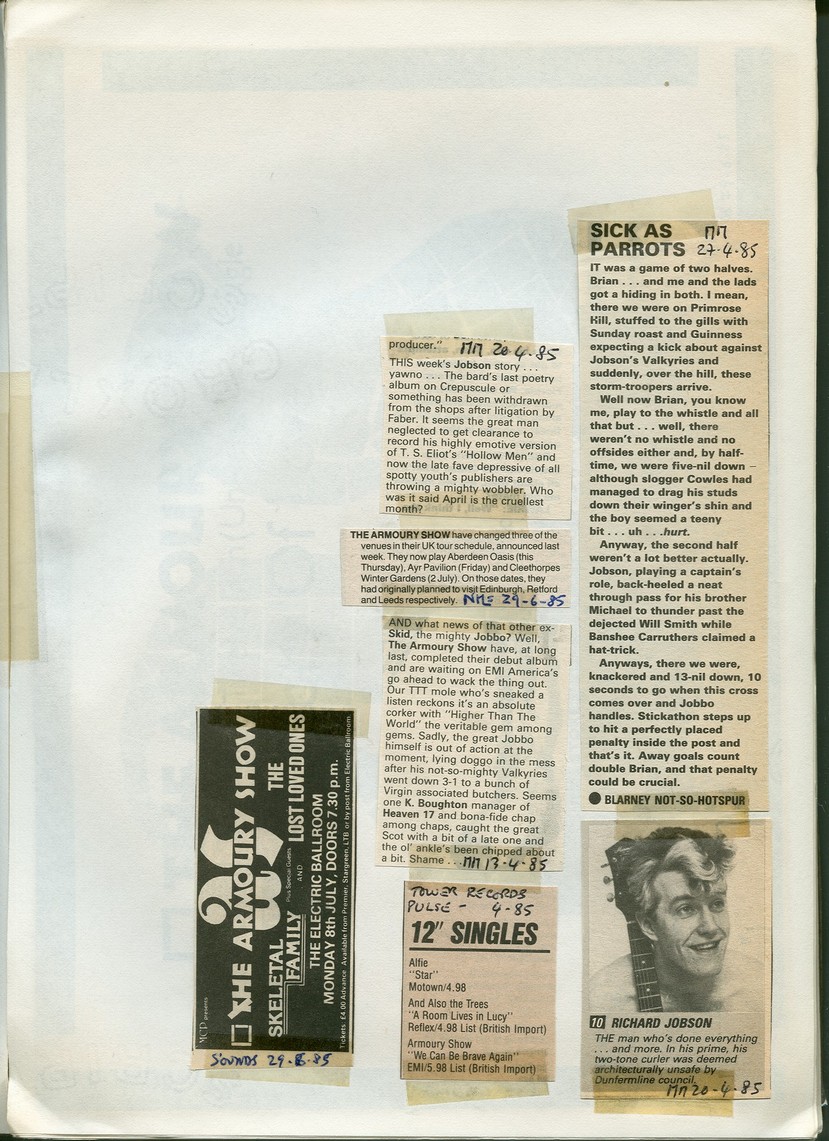 producer." MM 20-4-85
THIS week's Jobson story . . .
yawno . . . The bard's last poetry
album on Crepuscule or
something has been withdrawn
from the shops after litigation by
Faber. It seems the great man
neglected to get clearance to
record his highly emotive version
of T. S. Eliot's "Hollow Men" and
now the late fave depressive of all
spotty youth's publishers are
throwing a mighty wobbler. Who
was it said April is the cruellest
month?
THE ARMOURY SHOW have changed three of the
venues in their UK tour schedule, announced last
week. They now play Aberdeen Oasis (this
Thursday), Ayr Pavilion (Friday) and Cleethorpes
Winter Gardens (2 July). On those dates, they
had originally planned to visit Edinburgh, Retford
and Leeds respectively. NME 29-6-85
AND what news of that other ex-
Skid, the mighty Jobbo? Well,
The Armoury Show have, at long
last, completed their debut album
and are waiting on EMI America's
go ahead to wack the thing out.
Our TTT mole who's sneaked a
listen reckons it's an absolute
corker with "Higher Than The
World" the veritable gem among
gems. Sadly, the great Jobbo
himself is out of action at the
moment, lying doggo in the mess
after his not-so-mighty Valkyries
went down 3-1 to a bunch of
Virgin associated butchers. Seems
one K. Boughton manager of
Heaven 17 and bona-fide chap
among chaps, caught the great
Scot with a bit of a late one and
the ol' ankle's been chipped about
a bit. Shame . . . MM 13-4-85
MCP presents
THE ARMOURY SHOW
Plus Special Guests
SKELETAL
FAMILY
AND
THE
LOST LOVED ONES
THE ELECTRIC BALLROOM
MONDAY 8th JULY, DOORS 7.30 p.m.
Tickets: £4.00 Advance Available from Premier, Stargreen, LTB or by post from Electric Ballroom
SOUNDS 29-6-85
TOWER RECORDS
PULSE - 4-85
12" SINGLES
Alfie
"Star"
Motown/4.98
And Also the Trees
"A Room Lives in Lucy"
Reflex/4.98 List (British Import)
Armoury Show
"We Can Be Brave Again"
EMI/5.98 List (British Import)
SICK AS MM
PARROTS 27-4-85
IT was a game of two halves.
Brian . . . and me and the lads
got a hiding in both. I mean,
there we were on Primrose
Hill, stuffed to the gills with
Sunday roast and Guinness
expecting a kick about against
Jobson's Valkyries and
suddenly, over the hill, these
storm-troopers arrive.
Well now Brian, you know
me, play to the whistle and all
that but . . . well, there
weren't no whistle and no
offsides either and, by half-
time, we were five-nil down –
although slogger Cowles had
managed to drag his studs
down their winger's shin and
the boy seemed a teeny
bit . . . uh . . .hurt.
Anyway, the second half
weren't a lot better actually.
Jobson, playing a captain's
role, back-heeled a neat
through pass for his brother
Michael to thunder past the
dejected Will Smith while
Banshee Carruthers claimed a
hat-trick.
Anyways, there we were,
knackered and 13-nil down, 10
seconds to go when this cross
comes over and Jobbo
handles. Stickathon steps up
to hit a perfectly placed
penalty inside the post and
that's it. Away goals count
double Brian, and that penalty
could be crucial.
● BLARNEY NOT-SO-HOTSPUR
10 RICHARD JOBSON
THE man who's done everything
. . . and more. In his prime, his
two-tone curler was deemed
architecturally unsafe by
Dunfermline council.
MM 20-4-85